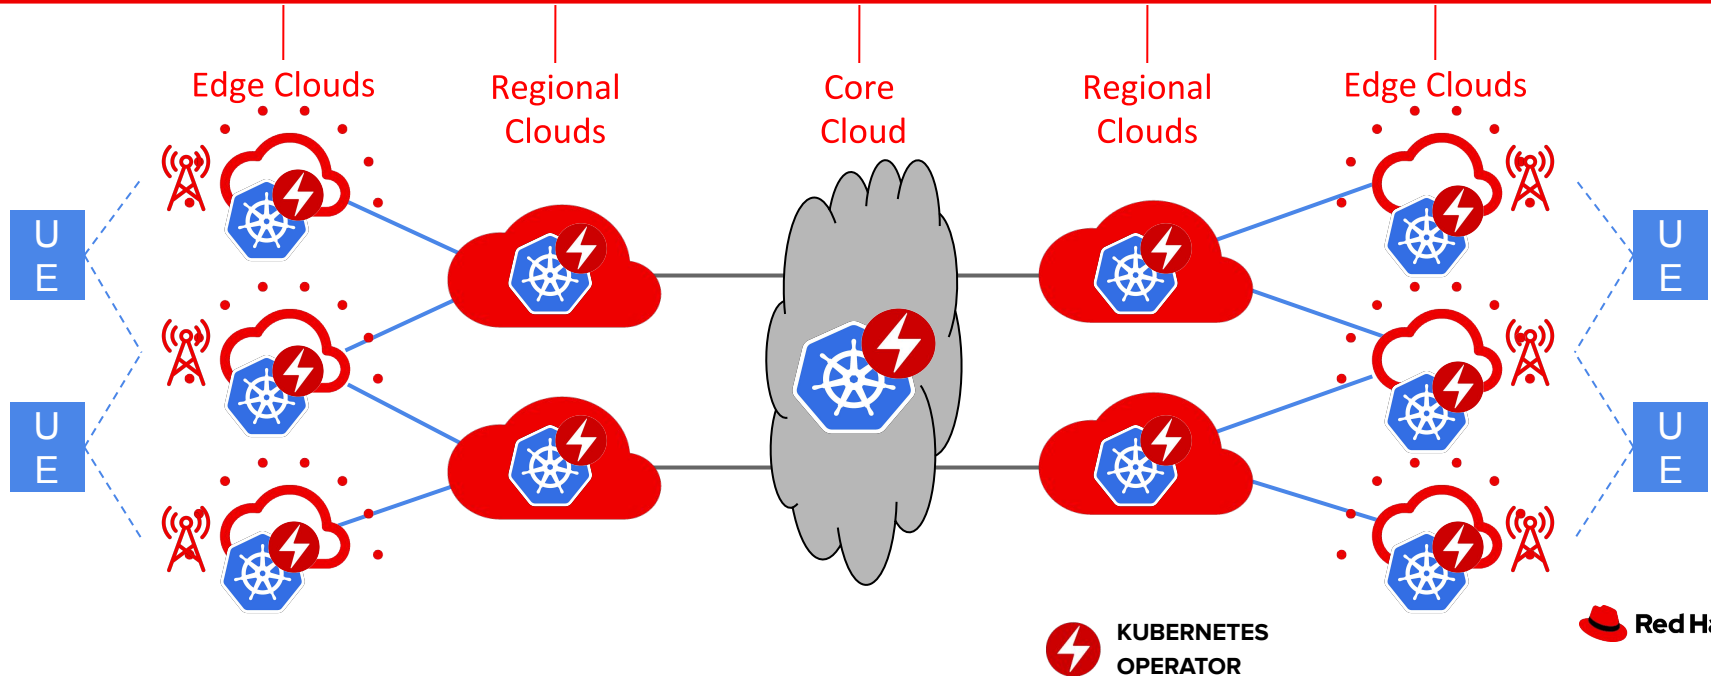 Edge Clouds
Regional
Clouds
Core
Cloud
Regional
Clouds
Edge Clouds
U
E
U
E
U
E
U
E
KUBERNETES
OPERATOR
Red Ha